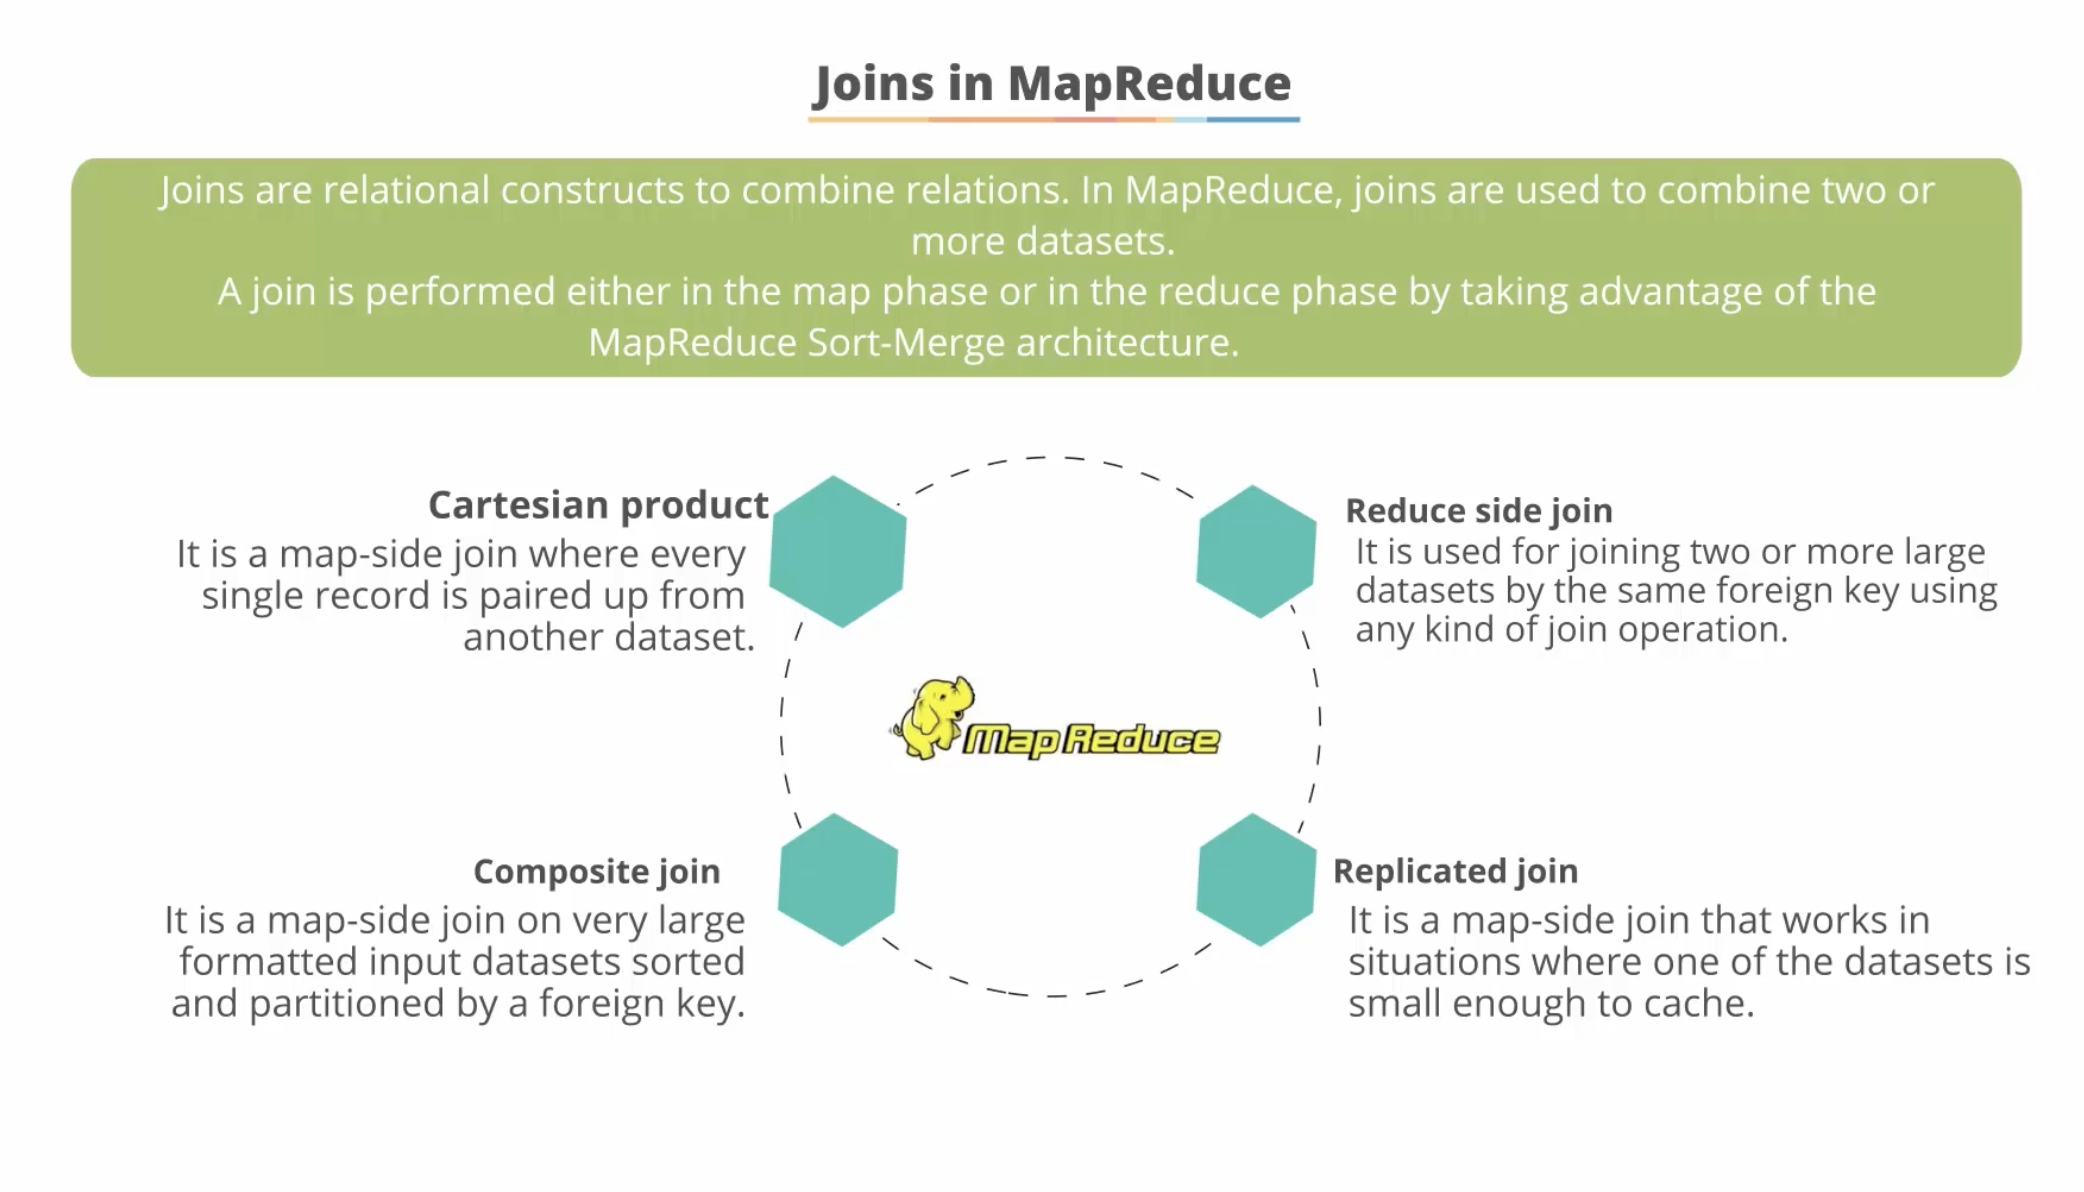 Joins in MapReduce
Joins are relational constructs to combine relations. In MapReduce, joins are used to combine two or
more datasets.
A join is performed either in the map phase or in the reduce phase by taking advantage of the
MapReduce Sort-Merge architecture.
Cartesian product
It is a map-side join where every
single record is paired up from
another dataset.
Reduce side join
It is used for joining two or more large
datasets by the same foreign key using
any kind of join operation.
Map Reduce
Composite join
It is a map-side join on very large
formatted input datasets sorted
and partitioned by a foreign key.
Replicated join
It is a map-side join that works in
situations where one of the datasets is
small enough to cache.